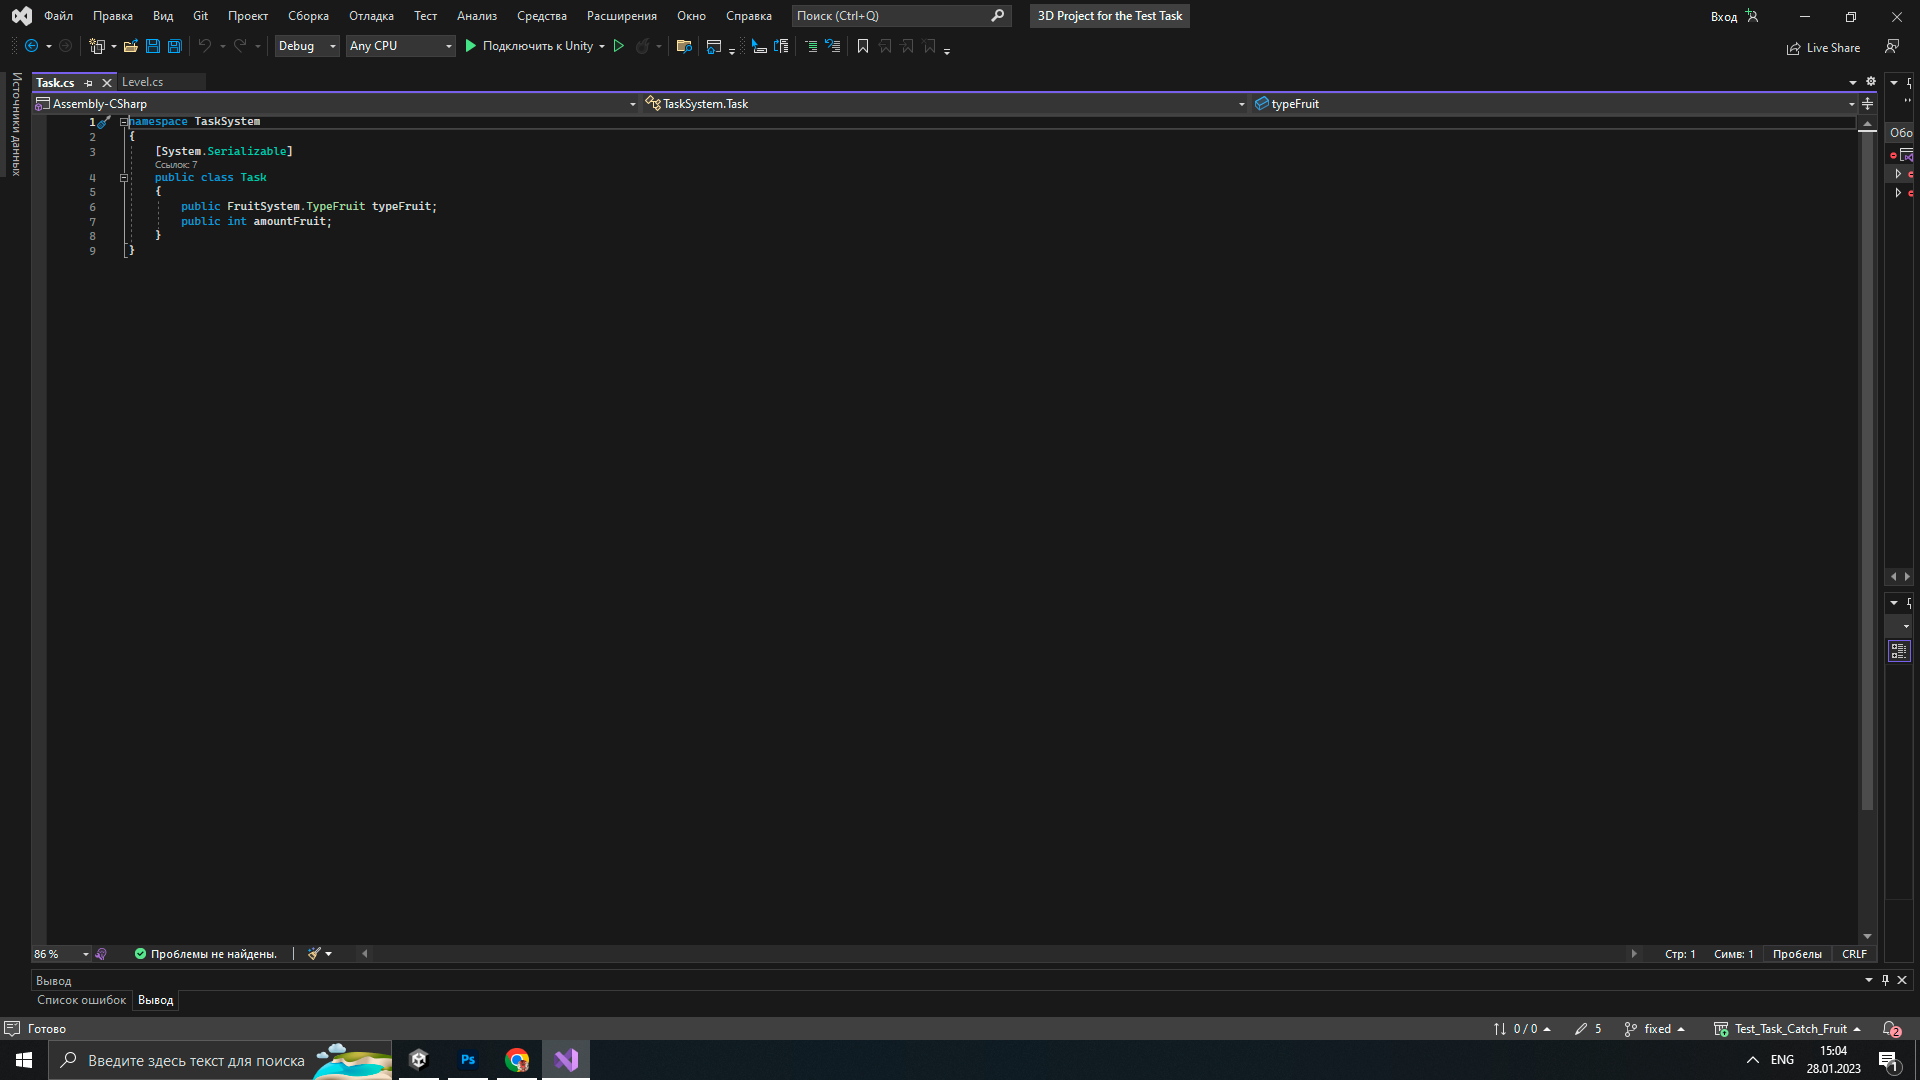 Файл Правка Вид Git Проект Сборка Отладка Тест Анализ Средства Расширения Окно Справка Поиск (Ctrl+Q) 3D Project for the Test Task Вход
Debug Any CPU Подключить к Unity Live Share
Источники данных
Task.cs Level.cs
Assembly-CSharp TaskSystem.Task typeFruit
1 namespace TaskSystem
2 {
3 [System.Serializable]
Ссылок: 7
4 public class Task
5 {
6 public FruitSystem.TypeFruit typeFruit;
7 public int amountFruit;
8 }
9 }
Обо
86 % Проблемы не найдены. Стр: 1 Симв: 1 Пробелы CRLF
Вывод
Список ошибок Вывод
Готово 0 / 0 5 fixed Test_Task_Catch_Fruit 2
Введите здесь текст для поиска Ps ENG 15:04
28.01.2023 1